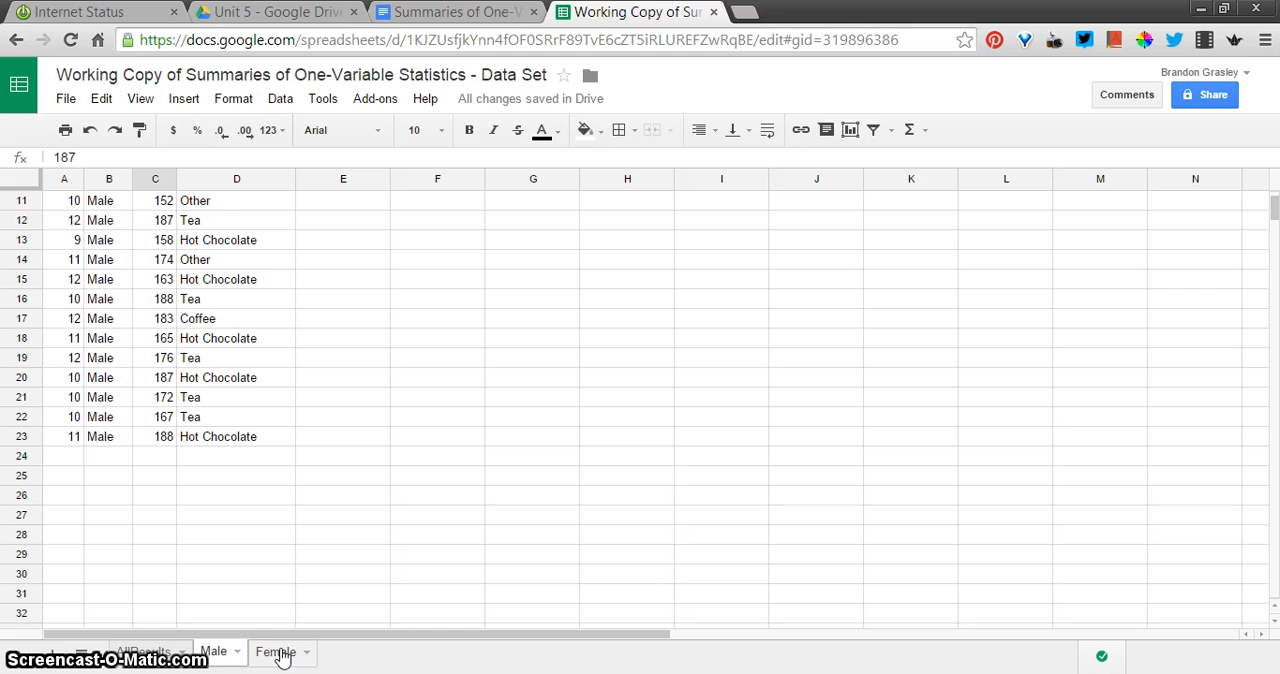 Internet Status × Unit 5 - Google Drive × Summaries of One-V × Working Copy of Sur ×
https://docs.google.com/spreadsheets/d/1KJZUsfjkYnn4fOF0SRrF89TvE6cZT5iRLUREFZwRqBE/edit#gid=319896386
Working Copy of Summaries of One-Variable Statistics - Data Set
Brandon Grasley
File Edit View Insert Format Data Tools Add-ons Help All changes saved in Drive
Comments Share
$ % .0 .00 123 Arial 10 B I S A Σ
fx 187
A B C D E F G H I J K L M N
11 10 Male 152 Other
12 12 Male 187 Tea
13 9 Male 158 Hot Chocolate
14 11 Male 174 Other
15 12 Male 163 Hot Chocolate
16 10 Male 188 Tea
17 12 Male 183 Coffee
18 11 Male 165 Hot Chocolate
19 12 Male 176 Tea
20 10 Male 187 Hot Chocolate
21 10 Male 172 Tea
22 10 Male 167 Tea
23 11 Male 188 Hot Chocolate
24
25
26
27
28
29
30
31
32
AllResults Male Female
Screencast-O-Matic.com